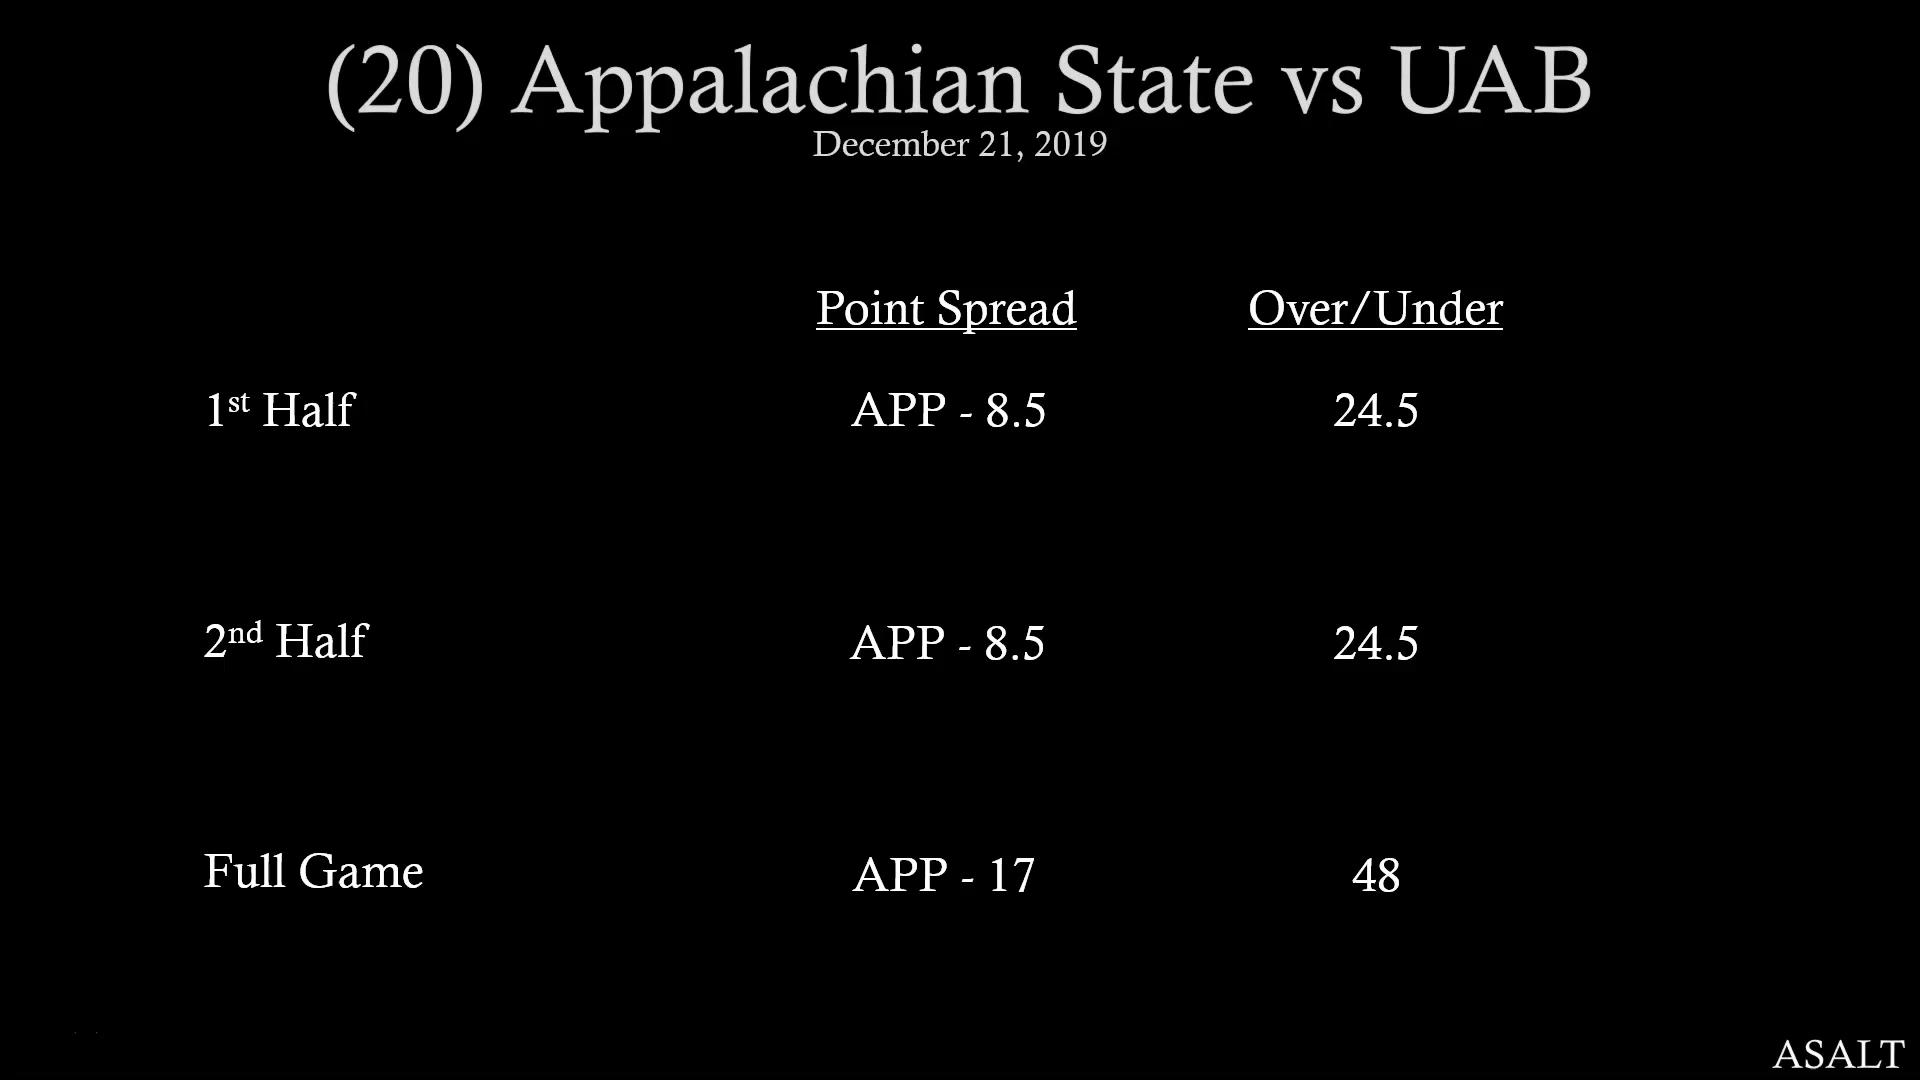 (20) Appalachian State vs UAB
December 21, 2019
Point Spread Over/Under
1st Half APP - 8.5 24.5
2nd Half APP - 8.5 24.5
Full Game APP - 17 48
ASALT